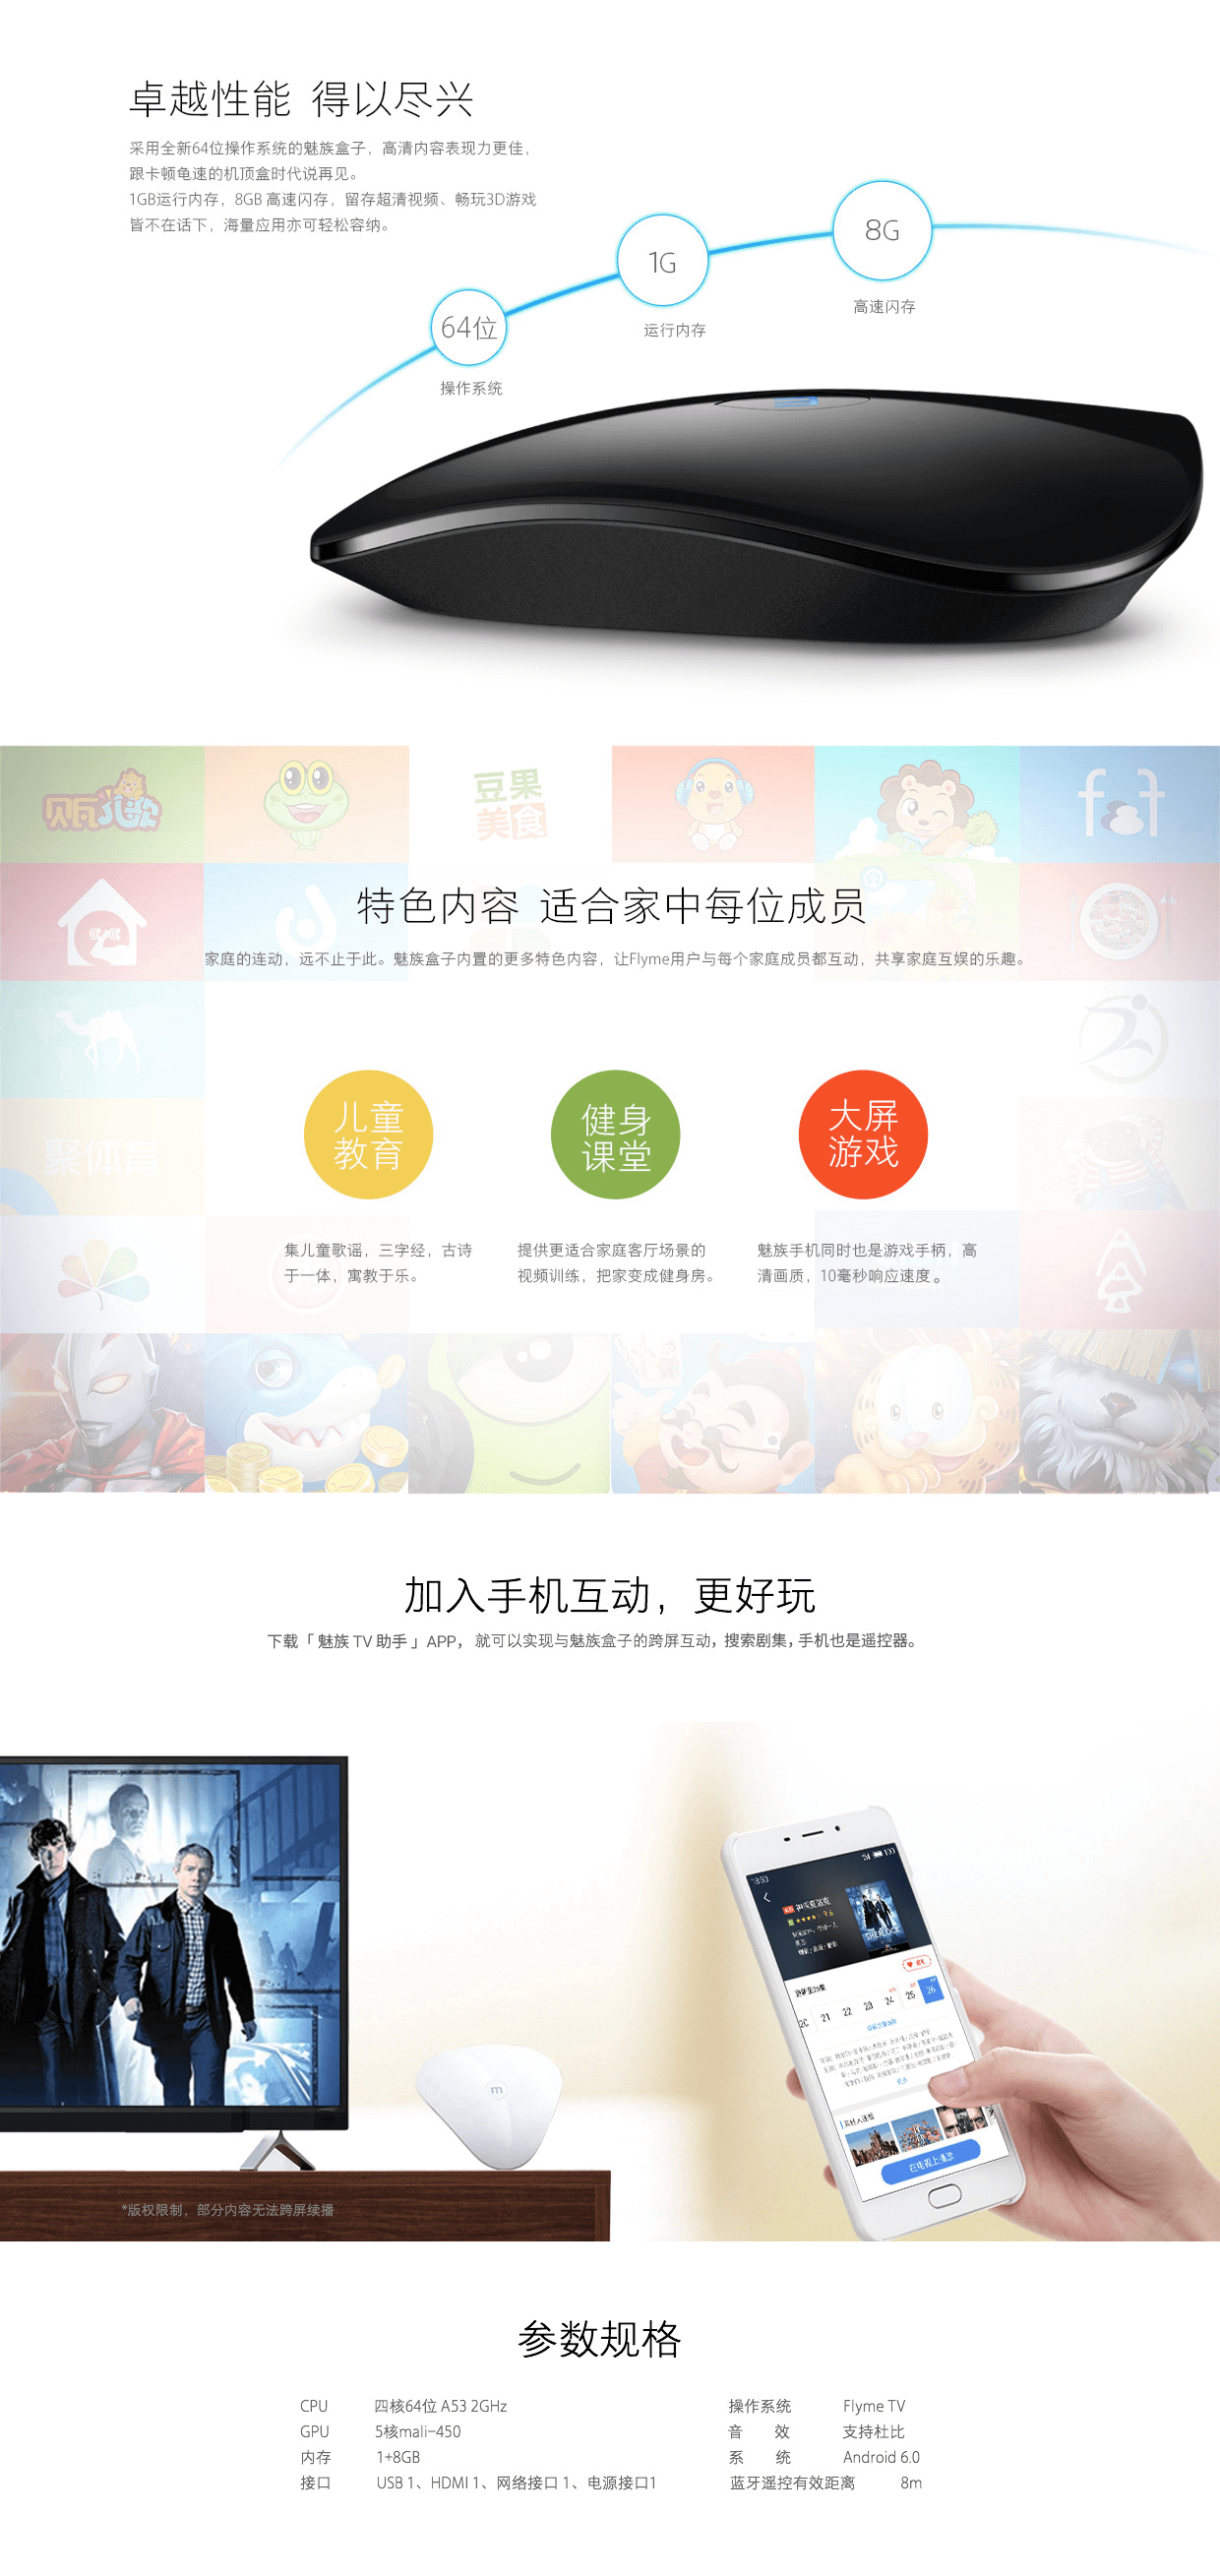 卓越性能 得以尽兴
采用全新64位操作系统的魅族盒子，高清内容表现力更佳，
跟卡顿龟速的机顶盒时代说再见。
1GB运行内存，8GB 高速闪存，留存超清视频、畅玩3D游戏
皆不在话下，海量应用亦可轻松容纳。
8G
高速闪存
1G
运行内存
64位
操作系统
贝瓦儿歌
豆果
美食
特色内容 适合家中每位成员
家庭的连动，远不止于此。魅族盒子内置的更多特色内容，让Flyme用户与每个家庭成员都互动，共享家庭互娱的乐趣。
聚体育
儿童
教育
健身
课堂
大屏
游戏
集儿童歌谣，三字经，古诗
于一体，寓教于乐。
提供更适合家庭客厅场景的
视频训练，把家变成健身房。
魅族手机同时也是游戏手柄，高
清画质，10毫秒响应速度。
加入手机互动，更好玩
下载「 魅族 TV 助手 」APP， 就可以实现与魅族盒子的跨屏互动，搜索剧集，手机也是遥控器。
m
SHERLOCK
21 22 23 24 25 26
在电视上播放
*版权限制，部分内容无法跨屏续播
参数规格
CPU 四核64位 A53 2GHz
GPU 5核mali-450
内存 1+8GB
接口 USB 1、HDMI 1、网络接口 1、电源接口1
操作系统 Flyme TV
音 效 支持杜比
系 统 Android 6.0
蓝牙遥控有效距离 8m